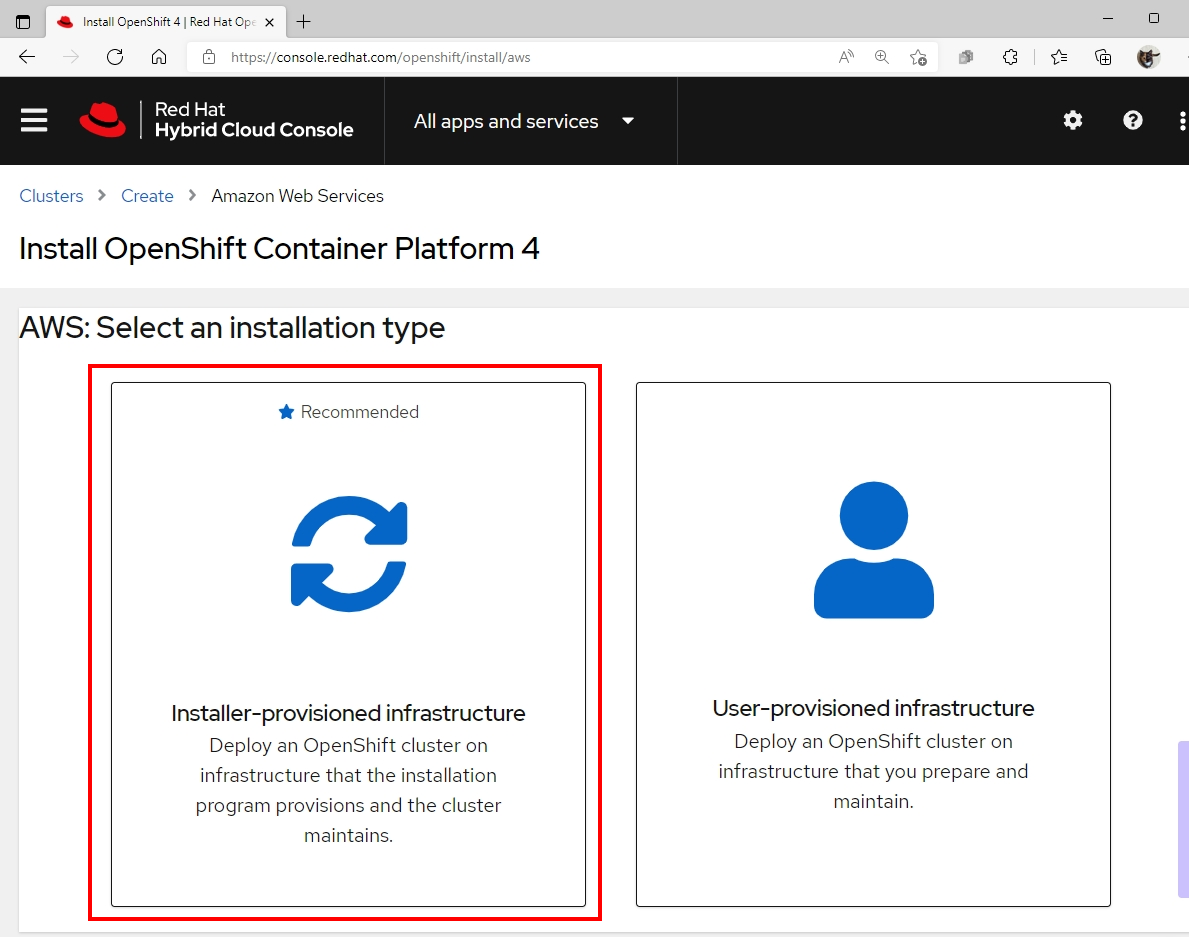 Install OpenShift 4 | Red Hat Ope
https://console.redhat.com/openshift/install/aws
Red Hat
Hybrid Cloud Console
All apps and services
Clusters > Create > Amazon Web Services
Install OpenShift Container Platform 4
AWS: Select an installation type
Recommended
Installer-provisioned infrastructure
Deploy an OpenShift cluster on
infrastructure that the installation
program provisions and the cluster
maintains.
User-provisioned infrastructure
Deploy an OpenShift cluster on
infrastructure that you prepare and
maintain.